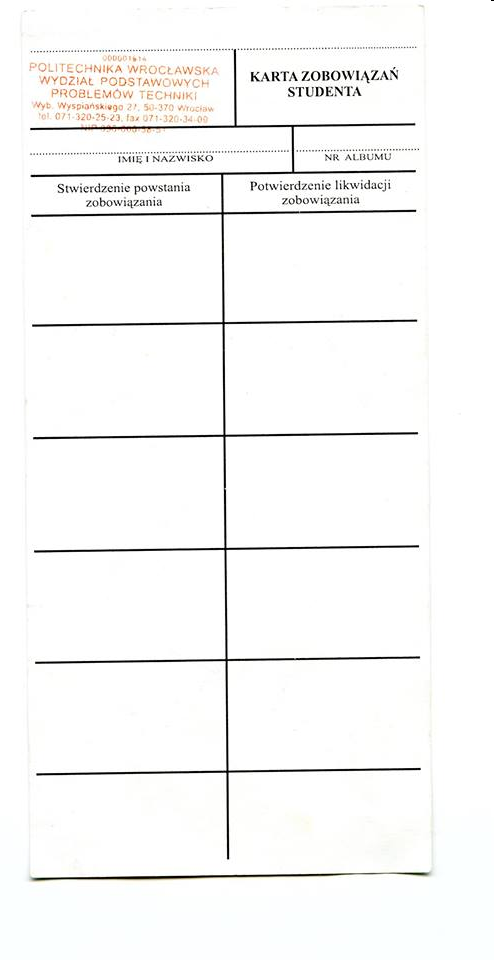 000001614
POLITECHNIKA WROCŁAWSKA
WYDZIAŁ PODSTAWOWYCH
PROBLEMÓW TECHNIKI
Wyb. Wyspiańskiego 27, 50-370 Wrocław
tel. 071-320-25-23, fax 071-320-34-00
NIP
KARTA ZOBOWIĄZAŃ
STUDENTA
IMIĘ I NAZWISKO
NR ALBUMU
Stwierdzenie powstania
zobowiązania
Potwierdzenie likwidacji
zobowiązania